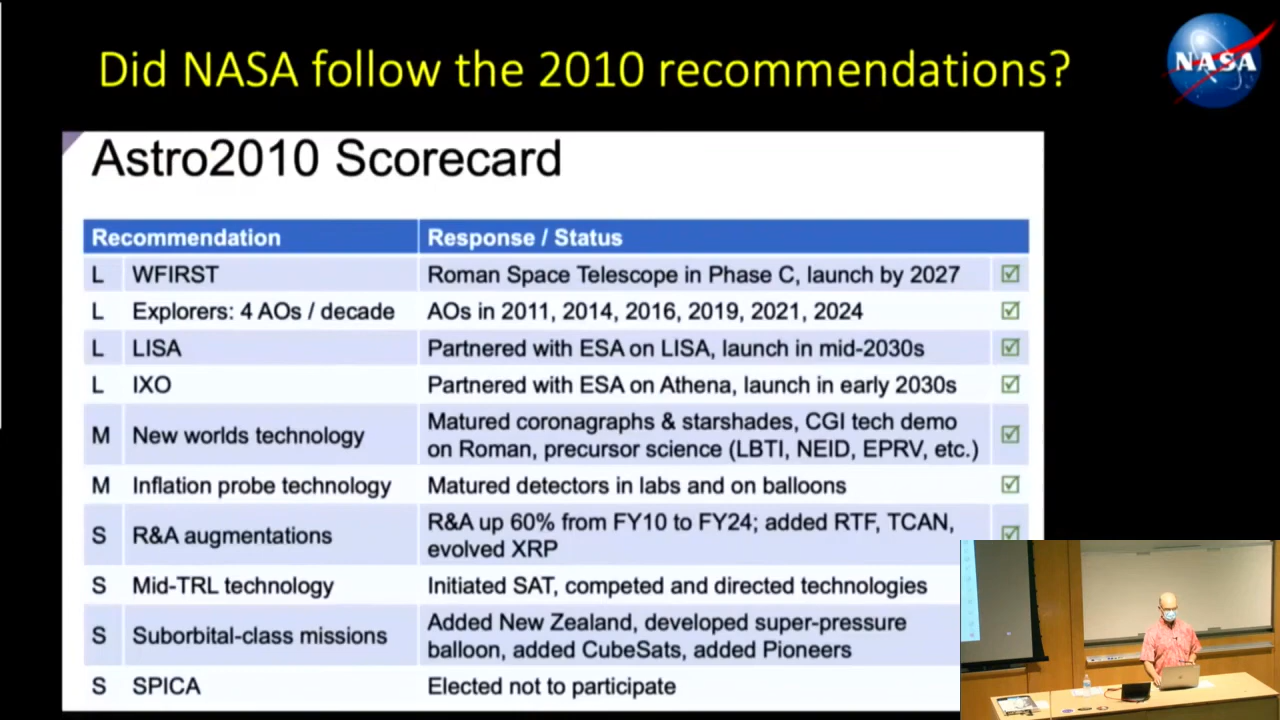 Did NASA follow the 2010 recommendations?
NASA
Astro2010 Scorecard
Recommendation Response / Status
L WFIRST Roman Space Telescope in Phase C, launch by 2027 ☑
L Explorers: 4 AOs / decade AOs in 2011, 2014, 2016, 2019, 2021, 2024 ☑
L LISA Partnered with ESA on LISA, launch in mid-2030s ☑
L IXO Partnered with ESA on Athena, launch in early 2030s ☑
M New worlds technology Matured coronagraphs & starshades, CGI tech demo
on Roman, precursor science (LBTI, NEID, EPRV, etc.) ☑
M Inflation probe technology Matured detectors in labs and on balloons ☑
S R&A augmentations R&A up 60% from FY10 to FY24; added RTF, TCAN,
evolved XRP ☑
S Mid-TRL technology Initiated SAT, competed and directed technologies
S Suborbital-class missions Added New Zealand, developed super-pressure
balloon, added CubeSats, added Pioneers
S SPICA Elected not to participate